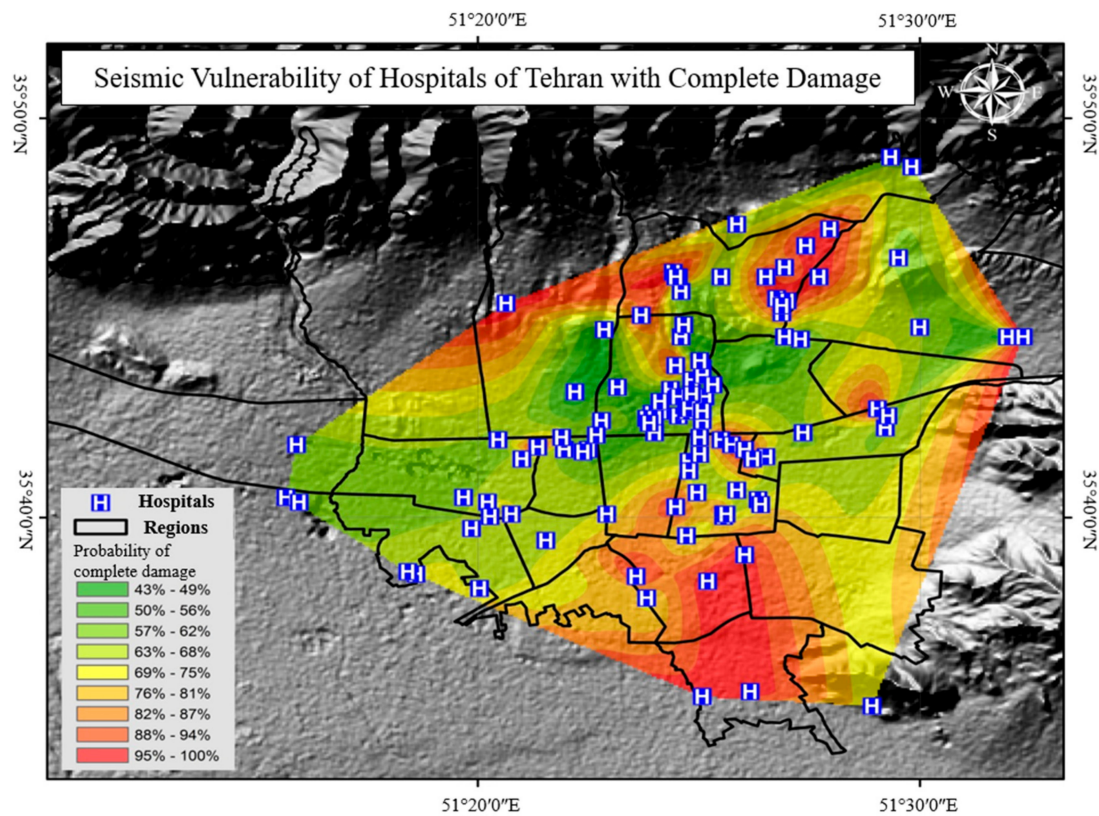 51°20'0"E
51°30'0"E
Seismic Vulnerability of Hospitals of Tehran with Complete Damage
N
W
E
S
35°50'0"N
35°50'0"N
35°40'0"N
35°40'0"N
H Hospitals
Regions
Probability of
complete damage
43% - 49%
50% - 56%
57% - 62%
63% - 68%
69% - 75%
76% - 81%
82% - 87%
88% - 94%
95% - 100%
51°20'0"E
51°30'0"E